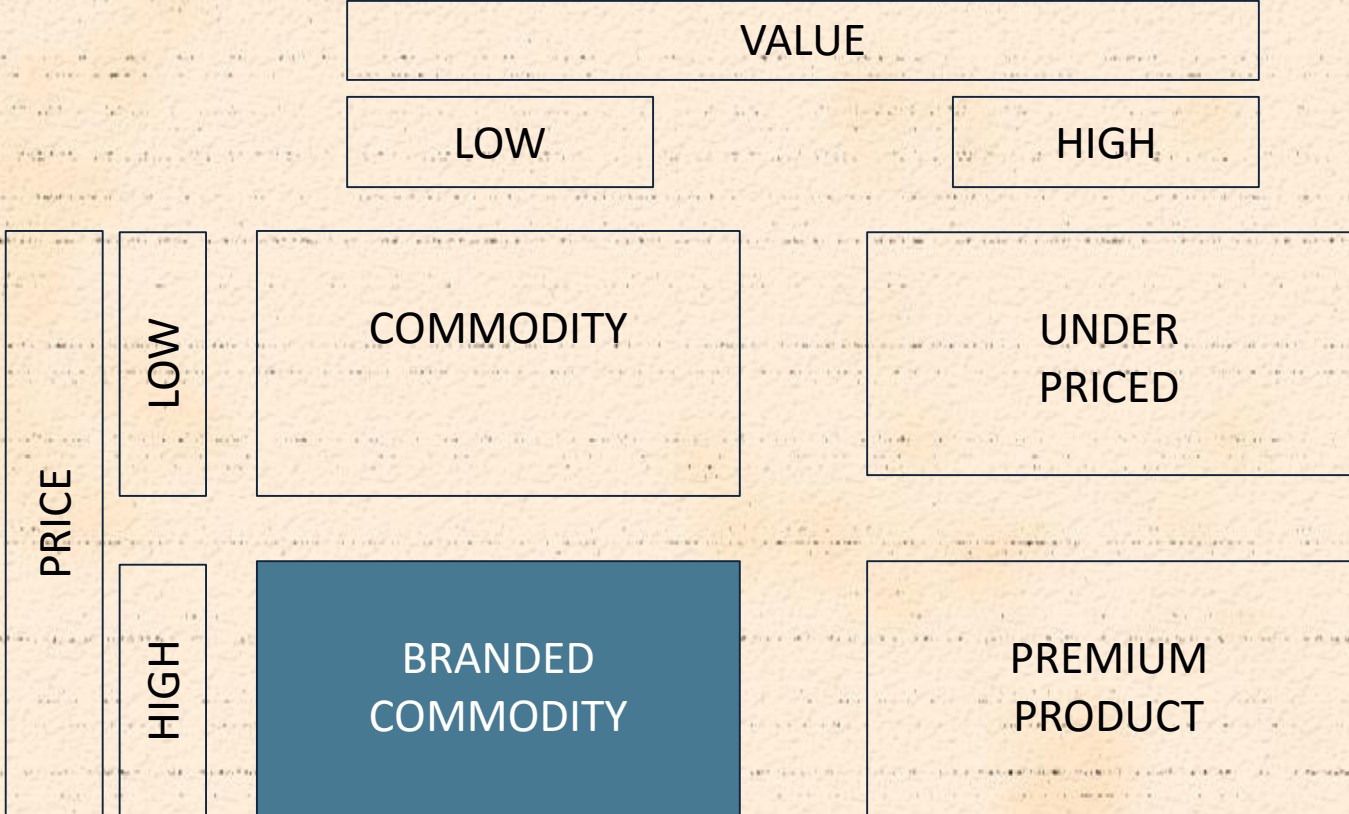 VALUE
LOW
HIGH
PRICE
LOW
COMMODITY
UNDER
PRICED
HIGH
BRANDED
COMMODITY
PREMIUM
PRODUCT